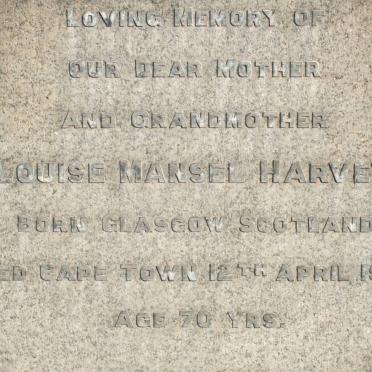 Loving Memory of
our Dear Mother
and Grandmother
Louise Mansel Harve
Born Glasgow Scotland
ed Cape Town 12th April 19
Age 70 Yrs.